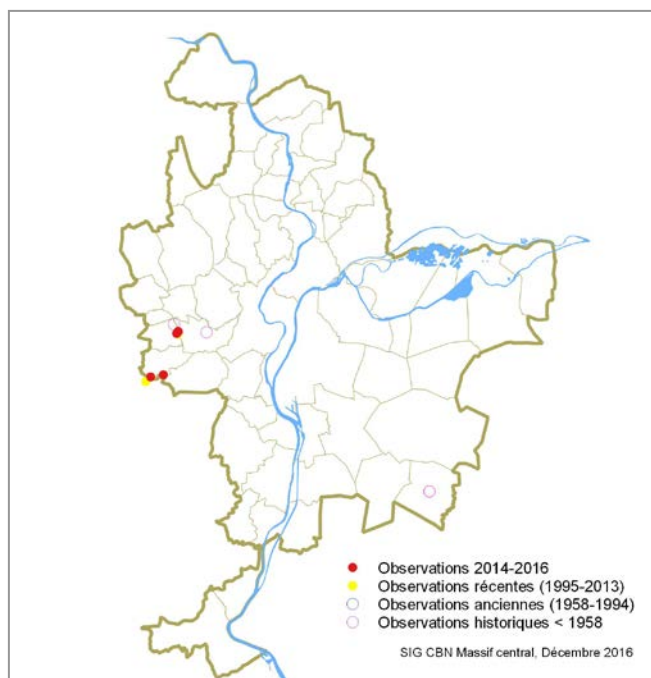 Observations 2014-2016
Observations récentes (1995-2013)
Observations anciennes (1958-1994)
Observations historiques < 1958
SIG CBN Massif central, Décembre 2016